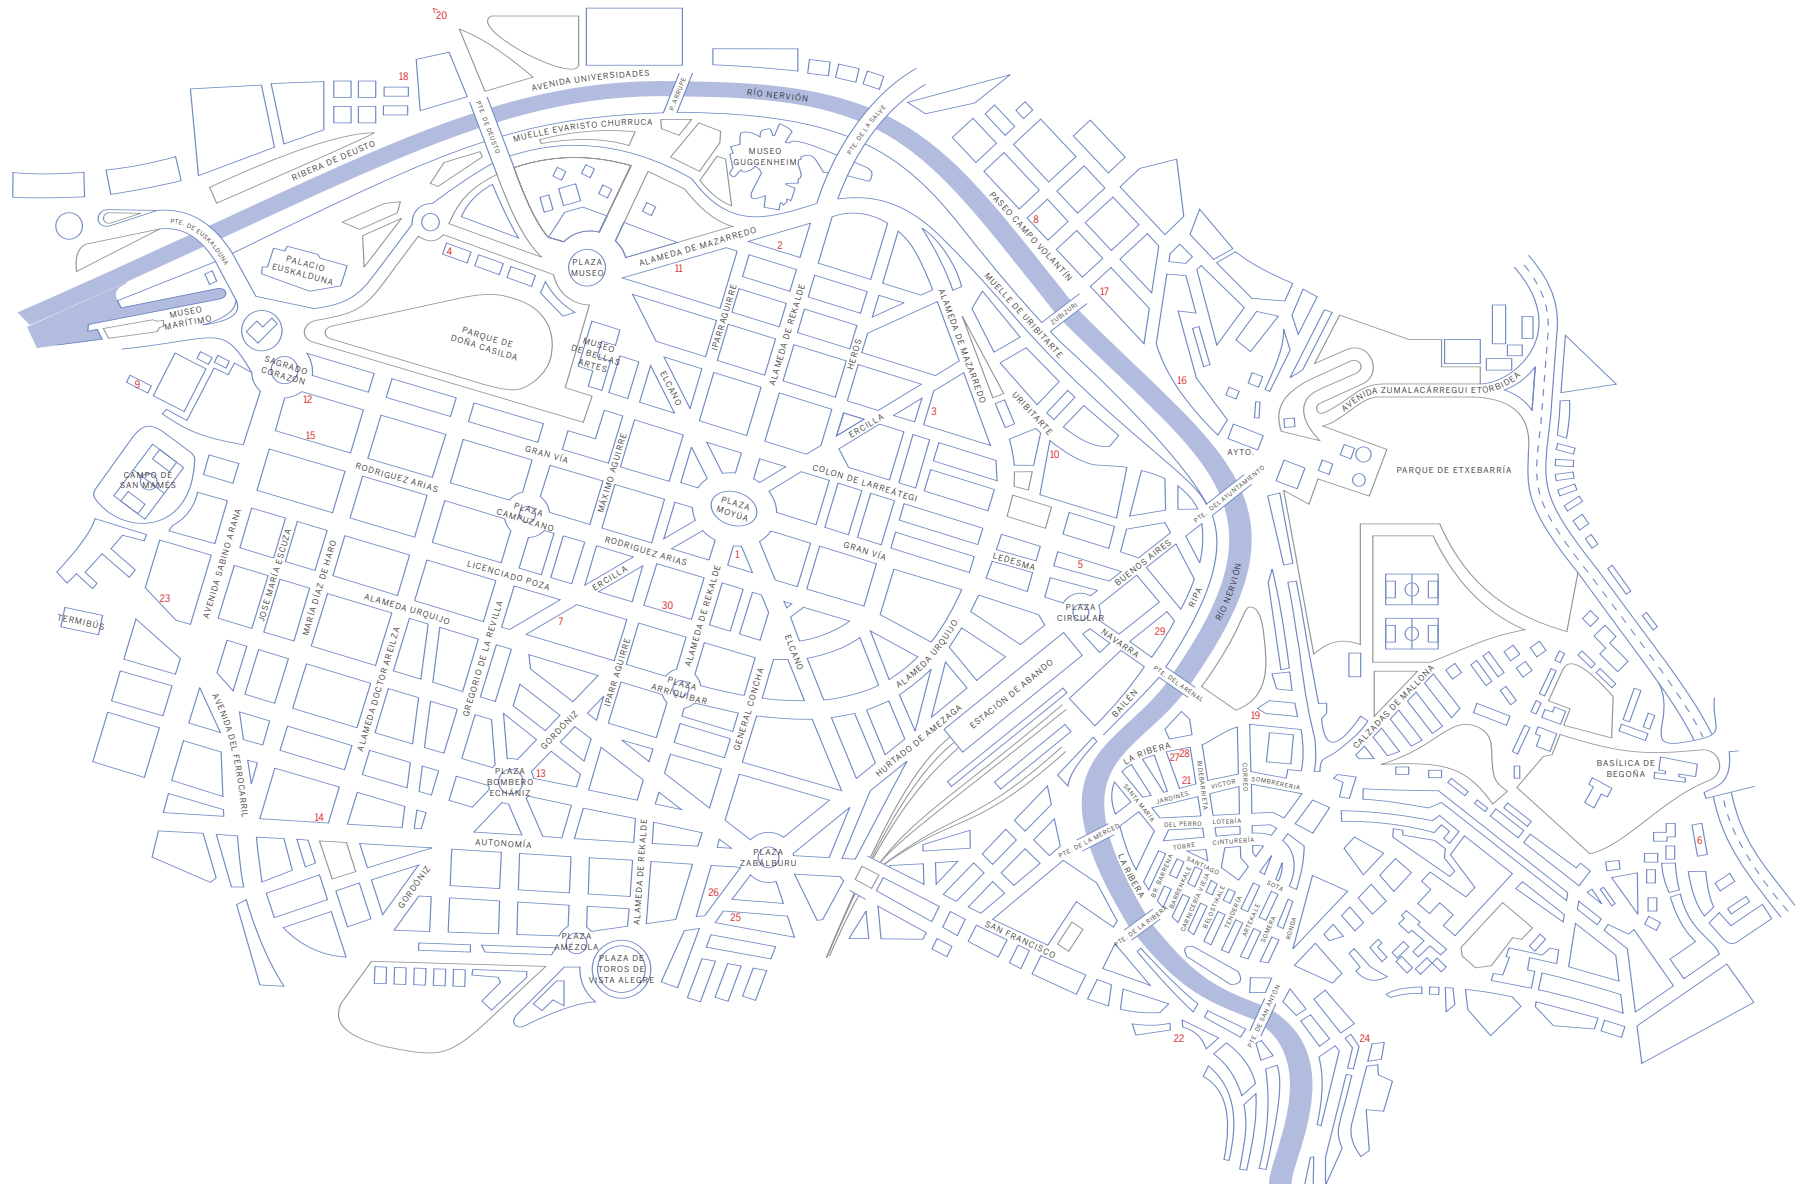 20
18
AVENIDA UNIVERSIDADES
P. ARRUPE
RÍO NERVIÓN
PTE. DE DEUSTO
MUELLE EVARISTO CHURRUCA
PTE. DE LA SALVE
RIBERA DE DEUSTO
MUSEO
GUGGENHEIM
PTE. DE EUSKALDUNA
PASEO CAMPO VOLANTÍN
8
4
2
ALAMEDA DE MAZARREDO
11
PLAZA
MUSEO
PALACIO
EUSKALDUNA
MUSEO
MARÍTIMO
17
ZUBIZURI
MUELLE DE URIBITARTE
ALAMEDA DE MAZARREDO
IPARRAGUIRRE
ALAMEDA DE REKALDE
HEROS
PARQUE DE
DOÑA CASILDA
MUSEO
DE BELLAS
ARTES
ELCANO
SAGRADO
CORAZÓN
9
12
15
16
3
ERCILLA
URIBITARTE
10
AVENIDA ZUMALACÁRREGUI ETORBIDEA
AYTO.
PARQUE DE ETXEBARRÍA
PTE. DEL AYUNTAMIENTO
CAMPO DE
SAN MAMÉS
RODRIGUEZ ARIAS
GRAN VÍA
MÁXIMO AGUIRRE
COLON DE LARREATEGI
PLAZA
MOYÚA
PLAZA
CAMPUZANO
RODRIGUEZ ARIAS
1
GRAN VÍA
LEDESMA
5
BUENOS AIRES
RIPA
RÍO NERVIÓN
AVENIDA SABINO ARANA
JOSE MARÍA ESCUZA
MARÍA DÍAZ DE HARO
LICENCIADO POZA
ERCILLA
30
ALAMEDA DE REKALDE
23
TERMIBÚS
ALAMEDA URQUIJO
7
PLAZA
CIRCULAR
29
NAVARRA
ELCANO
ALAMEDA URQUIJO
GREGORIO DE LA REVILLA
ALAMEDA DOCTOR AREILZA
IPARR AGUIRRE
PLAZA
ARRIQUIBAR
GENERAL CONCHA
ESTACIÓN DE ABANDO
BAILÉN
PTE. DEL ARENAL
HURTADO DE AMEZAGA
GORDÓNIZ
AVENIDA DEL FERROCARRIL
19
CALZADAS DE MALLONA
BASÍLICA DE
BEGOÑA
LA RIBERA
27
28
21
BIDEBARRIETA
VICTOR
CORREO
SOMBRERERIA
JARDINES
SANTA MARÍA
PLAZA
BOMBERO
ECHÁNIZ
13
14
AUTONOMÍA
ALAMEDA DE REKALDE
PLAZA
ZABALBURU
PTE. DE LA MERCED
DEL PERRO
LOTERÍA
TORRE
CINTURERÍA
SANTIAGO
LA RIBERA
BR. BARRENA
BARRENKALE
CARNICERÍA VIEJA
BELOSTIKALE
TENDERÍA
ARTEKALE
SOMERA
RONDA
SOTA
6
GORDÓNIZ
26
25
PLAZA
AMÉZOLA
PLAZA DE
TOROS DE
VISTA ALEGRE
SAN FRANCISCO
PTE. DE LA RIBERA
PTE. DE SAN ANTÓN
22
24